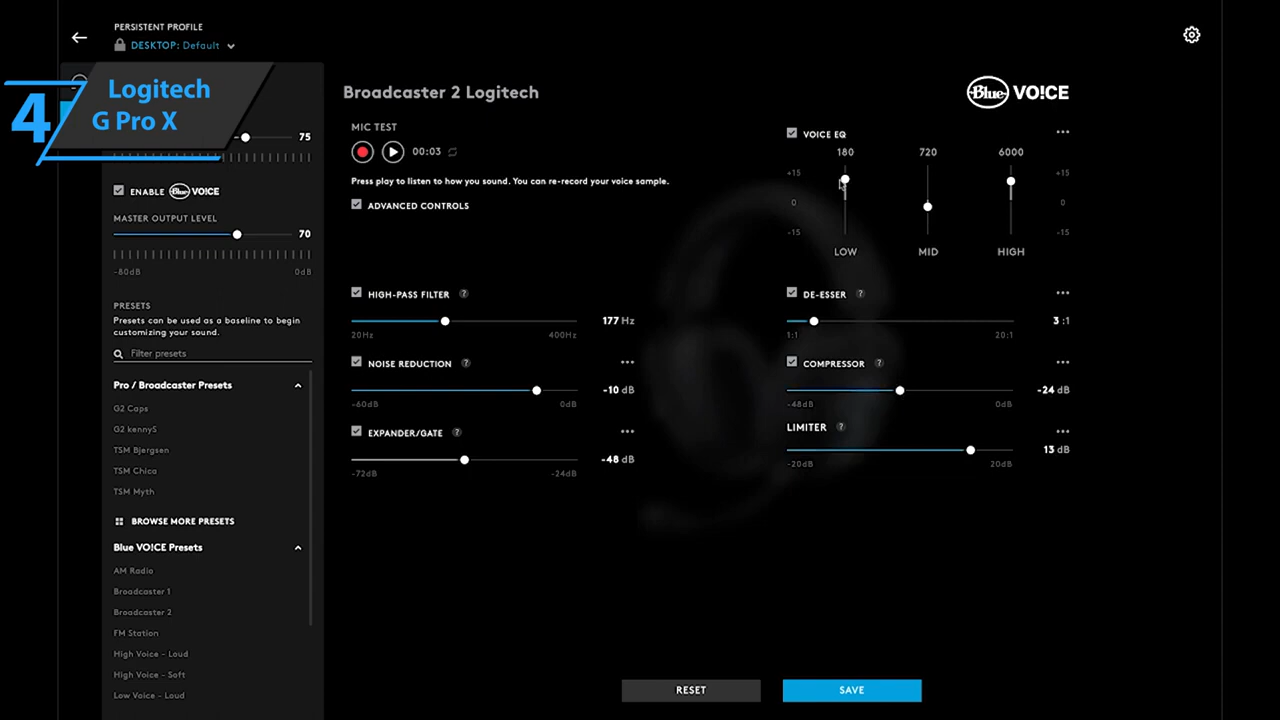 PERSISTENT PROFILE
DESKTOP: Default
4
Logitech
G Pro X
75
ENABLE Blue VO!CE
MASTER OUTPUT LEVEL
70
-80dB 0dB
PRESETS
Presets can be used as a baseline to begin
customizing your sound.
Filter presets
Pro / Broadcaster Presets
G2 Caps
G2 kennyS
TSM Bjergsen
TSM Chica
TSM Myth
BROWSE MORE PRESETS
Blue VO!CE Presets
AM Radio
Broadcaster 1
Broadcaster 2
FM Station
High Voice - Loud
High Voice - Soft
Low Voice - Loud
Broadcaster 2 Logitech
Blue VO!CE
MIC TEST
00:03
Press play to listen to how you sound. You can re-record your voice sample.
ADVANCED CONTROLS
VOICE EQ
180 720 6000
+15 +15
0 0
-15 -15
LOW MID HIGH
HIGH-PASS FILTER ?
177 Hz
20Hz 400Hz
DE-ESSER ?
3 :1
1:1 20:1
NOISE REDUCTION ?
-10 dB
-60dB 0dB
COMPRESSOR ?
-24 dB
-48dB 0dB
EXPANDER/GATE ?
-48 dB
-72dB -24dB
LIMITER ?
13 dB
-20dB 20dB
RESET
SAVE